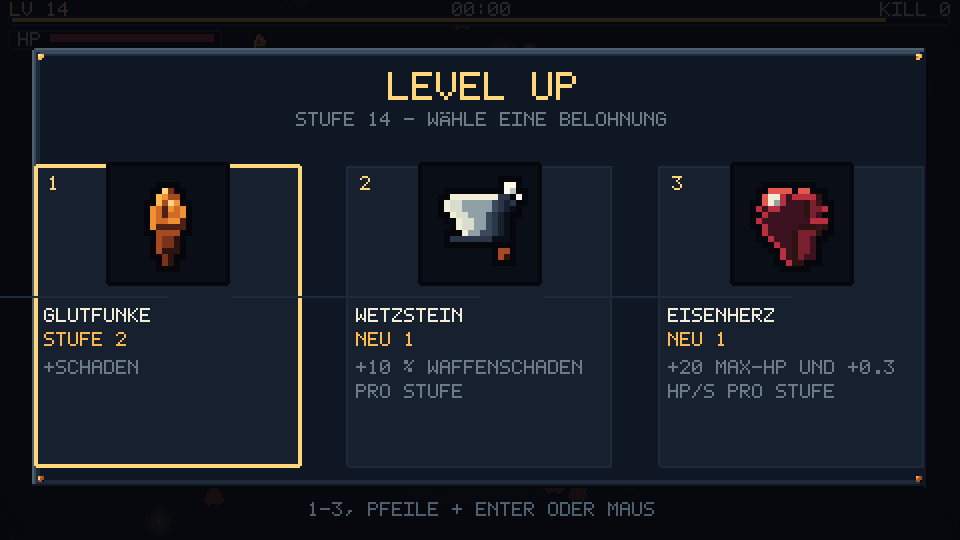 LV 14
00:00
KILL 0
HP
LEVEL UP
STUFE 14 - WÄHLE EINE BELOHNUNG
1
2
3
GLUTFUNKE
STUFE 2
+SCHADEN
WETZSTEIN
NEU 1
+10 % WAFFENSCHADEN
PRO STUFE
EISENHERZ
NEU 1
+20 MAX-HP UND +0.3
HP/S PRO STUFE
1-3, PFEILE + ENTER ODER MAUS